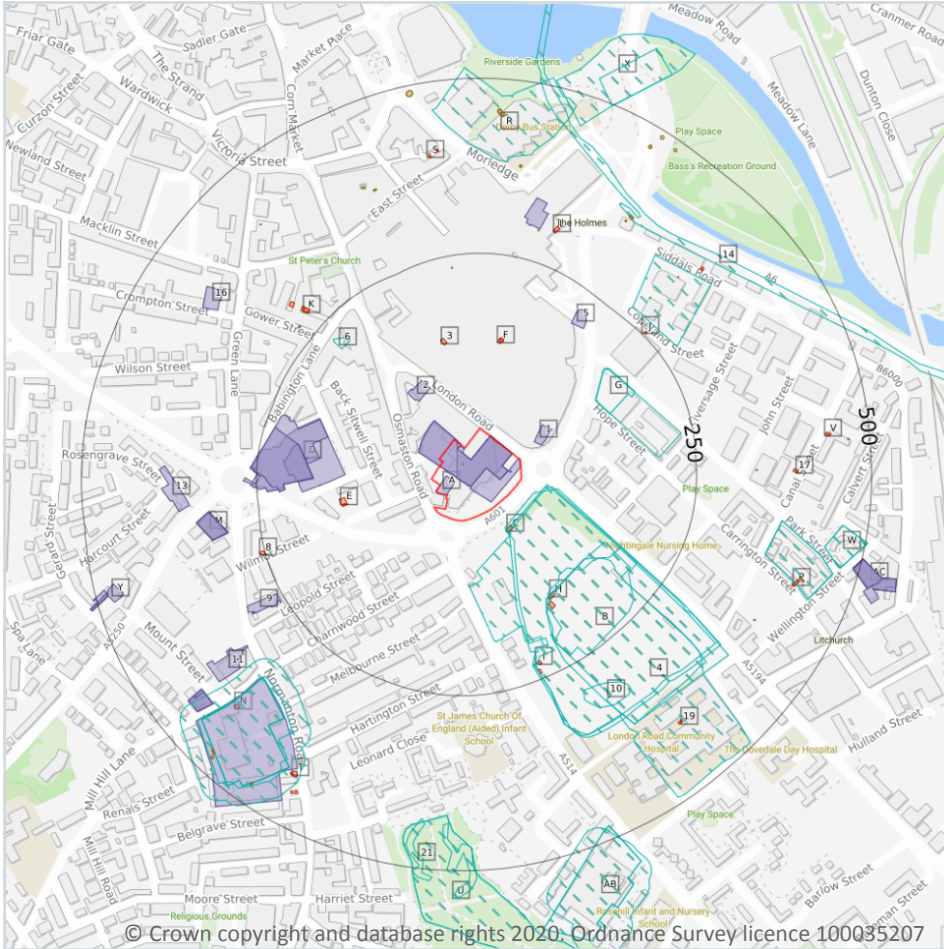 Friar Gate
Sadler Gate
The Strand
Market Place
Wardwick
Corn Market
Curzon Street
Newland Street
Victoria Street
Macklin Street
Riverside Gardens
Meadow Road
Cranmer Road
X
R
Derby Bus Station
Morledge
S
East Street
Meadow Lane
Dunton Close
Play Space
Bass's Recreation Ground
The Holmes
St Peter's Church
14
A6
Siddals Road
B6000
16
Crompton Street
K
Gower Street
6
3
F
5
Copeland Street
Wilson Street
Green Lane
Babington Lane
Back Sitwell Street
2
London Road
Osmaston Road
G
Hope Street
Liversage Street
John Street
250
500
V
17
Canal Street
Calvert Street
1
D
A
Rosengrave Street
13
M
E
A601
C
Play Space
Gerard Street
Harcourt Street
8
Wilmot Street
Nightingale Nursing Home
Carrington Street
Park Street
W
AC
Y
9
Leopold Street
Charnwood Street
H
B
Wellington Street
Litchurch
Spa Lane
A5250
Mount Street
11
Melbourne Street
4
10
A5194
N
Normanton Road
Hartington Street
St James Church Of
England (Aided) Infant
School
19
London Road Community
Hospital
The Dovedale Day Hospital
Hulland Street
Mill Hill Lane
Leonard Close
A514
Renals Street
Belgrave Street
Play Space
Mill Hill Road
21
U
AB
Barlow Street
Moore Street
Harriet Street
Religious Grounds
Rosehill Infant and Nursery
School
© Crown copyright and database rights 2020. Ordnance Survey licence 100035207